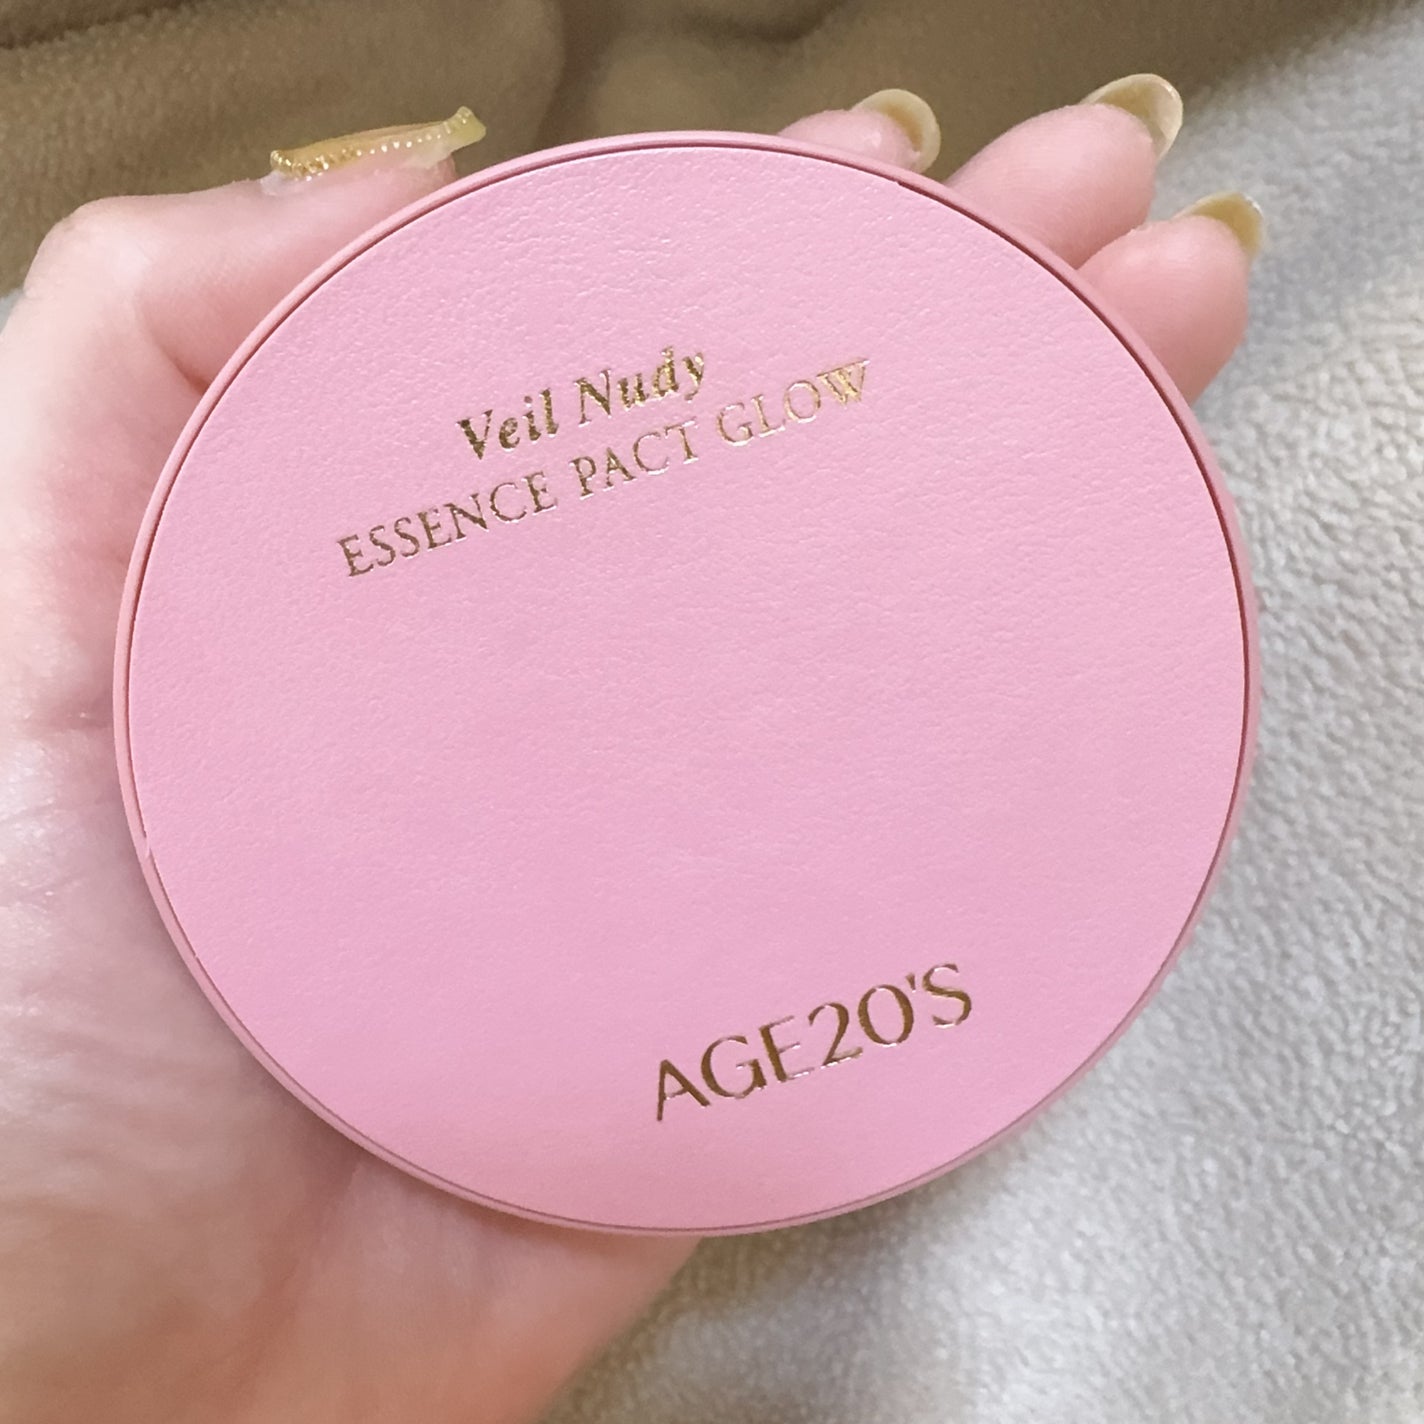 Veil Nudy
ESSENCE PACT GLOW
AGE20'S